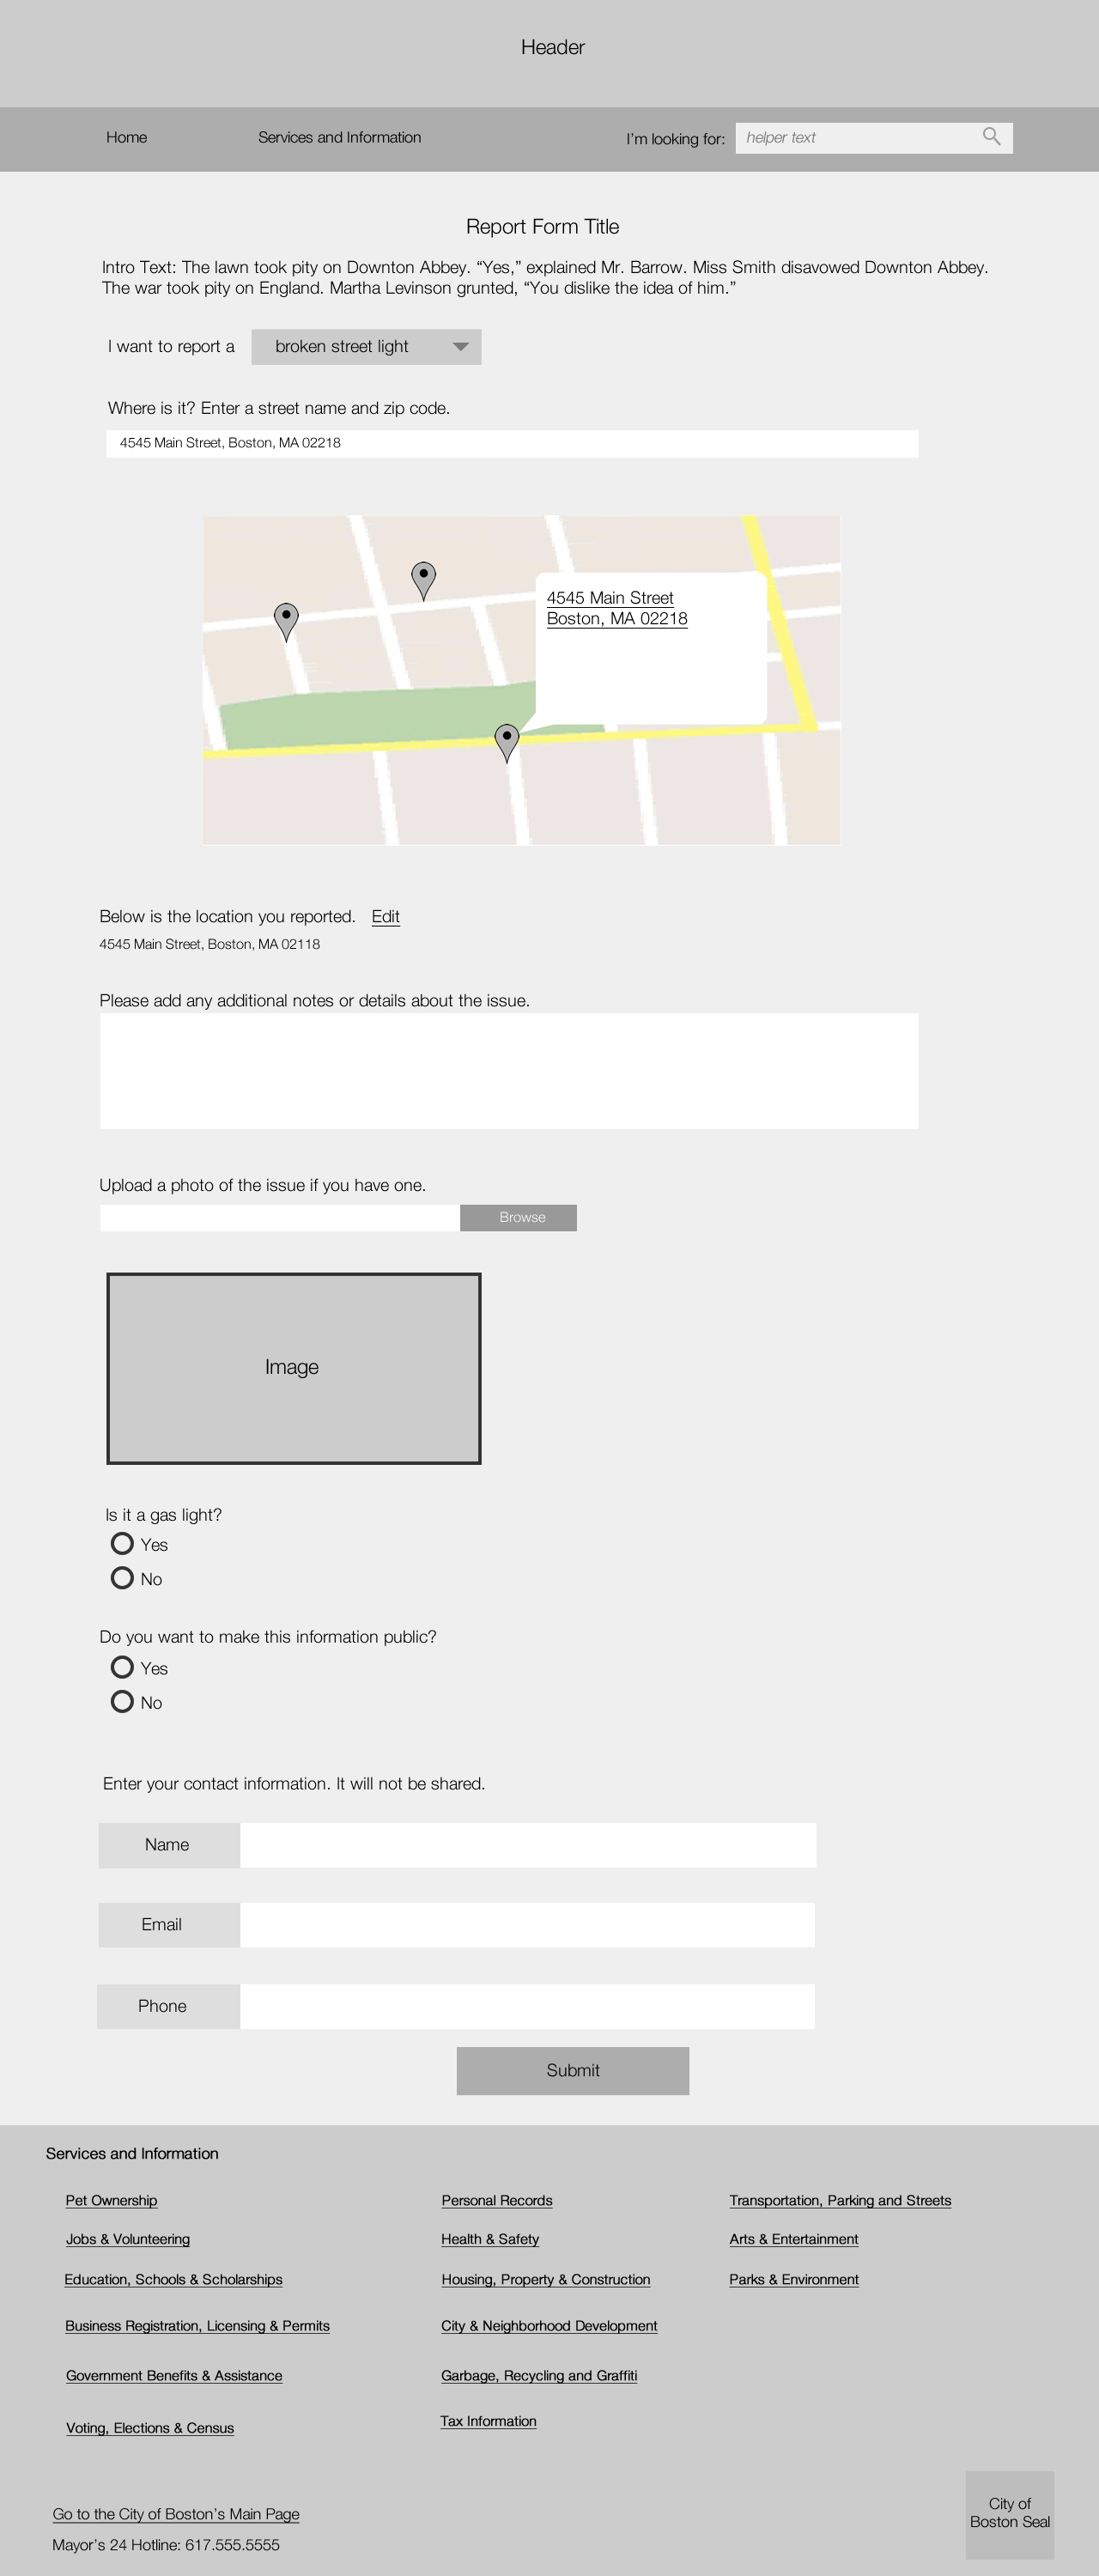 Header
Home
Services and Information
I’m looking for:
helper text
Report Form Title
Intro Text: The lawn took pity on Downton Abbey. “Yes,” explained Mr. Barrow. Miss Smith disavowed Downton Abbey.
The war took pity on England. Martha Levinson grunted, “You dislike the idea of him.”
I want to report a
broken street light
Where is it? Enter a street name and zip code.
4545 Main Street, Boston, MA 02218
4545 Main Street
Boston, MA 02218
Below is the location you reported.
Edit
4545 Main Street, Boston, MA 02118
Please add any additional notes or details about the issue.
Upload a photo of the issue if you have one.
Browse
Image
Is it a gas light?
Yes
No
Do you want to make this information public?
Yes
No
Enter your contact information. It will not be shared.
Name
Email
Phone
Submit
Services and Information
Pet Ownership
Jobs & Volunteering
Education, Schools & Scholarships
Business Registration, Licensing & Permits
Government Benefits & Assistance
Voting, Elections & Census
Personal Records
Health & Safety
Housing, Property & Construction
City & Neighborhood Development
Garbage, Recycling and Graffiti
Tax Information
Transportation, Parking and Streets
Arts & Entertainment
Parks & Environment
Go to the City of Boston’s Main Page
Mayor’s 24 Hotline: 617.555.5555
City of
Boston Seal